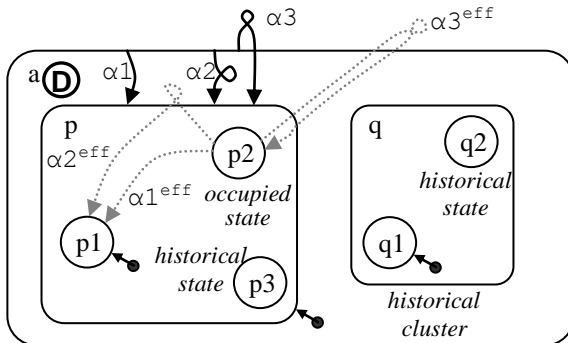 α3
α3eff
a
D
α1
α2
p
q
p2
q2
α2eff
α1eff
occupied
state
historical
state
p1
historical
state
p3
q1
historical
cluster